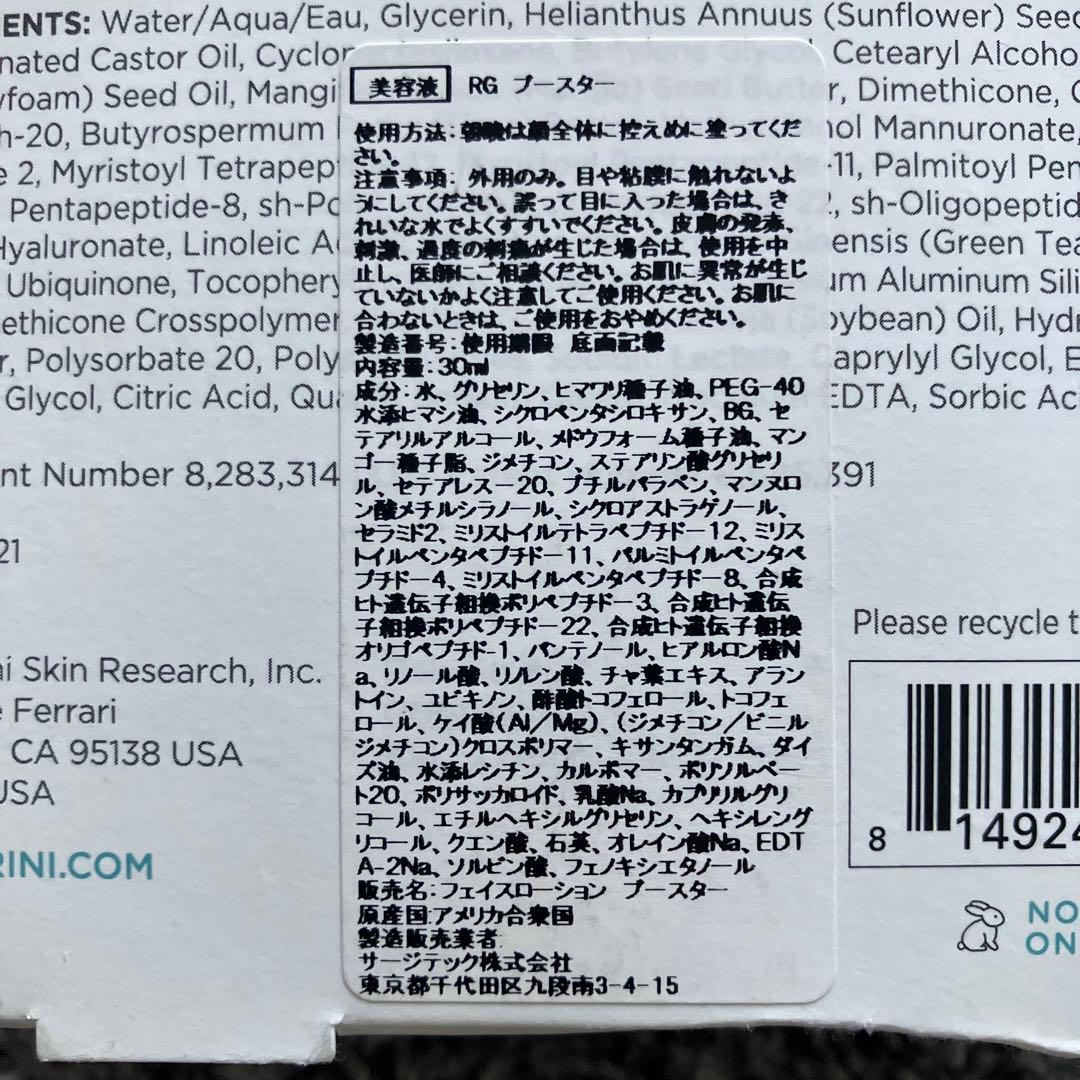 ENTS: Water/Aqua/Eau, Glycerin, Helianthus Annuus (Sunflower) Seed
nated Castor Oil, Cyclop Cetearyl Alcoho
yfoam) Seed Oil, Mangi r, Dimethicone,
h-20, Butyrospermum nol Mannuronate,
e 2, Myristoyl Tetrapept -11, Palmitoyl Pen
Pentapeptide-8, sh-Po sh-Oligopeptid
Hyaluronate, Linoleic A ensis (Green Tea
Ubiquinone, Tocophery um Aluminum Sili
ethicone Crosspolymer oybean) Oil, Hydr
r, Polysorbate 20, Poly Caprylyl Glycol, E
Glycol, Citric Acid, Qua EDTA, Sorbic Ac
nt Number 8,283,314 391
21
ai Skin Research, Inc.
e Ferrari
CA 95138 USA
USA
RINI.COM
美容液 RG ブースター
使用方法:朝晩は顔全体に控えめに塗ってくだ
さい。
注意事項: 外用のみ。目や粘膜に触れないよ
うにしてください。誤って目に入った場合は、き
れいな水でよくすすいでください。皮膚の発赤、
刺激、過度の刺痛が生じた場合は、使用を中
止し、医師にご相談ください。お肌に異常が生じ
ていないかよく注意してご使用ください。お肌に
合わないときは、ご使用をおやめください。
製造番号:使用期限 底面記載
内容量:30ml
成分:水、グリセリン、ヒマワリ種子油、PEG-40
水添ヒマシ油、シクロペンタシロキサン、BG、セ
テアリルアルコール、メドウフォーム種子油、マン
ゴー種子脂、ジメチコン、ステアリン酸グリセリ
ル、セテアレス-20、ブチルパラベン、マンヌロ
ン酸メチルシラノール、シクロアストラゲノール、
セラミド2、ミリストイルテトラペプチド-12、ミリス
トイルペンタペプチド-11、パルミトイルペンタペ
プチド-4、ミリストイルペンタペプチド-8、合成
ヒト遺伝子組換ポリペプチド-3、合成ヒト遺伝
子組換ポリペプチド-22、合成ヒト遺伝子組換
オリゴペプチド-1、パンテノール、ヒアルロン酸N
a、リノール酸、リノレン酸、チャ葉エキス、アラン
トイン、ユビキノン、酢酸トコフェロール、トコフェ
ロール、ケイ酸(Al/Mg)、(ジメチコン/ビニル
ジメチコン)クロスポリマー、キサンタンガム、ダイ
ズ油、水添レシチン、カルボマー、ポリソルベー
ト20、ポリサッカロイド、乳酸Na、カプリリルグリ
コール、エチルヘキシルグリセリン、ヘキシレング
リコール、クエン酸、石英、オレイン酸Na、EDT
A-2Na、ソルビン酸、フェノキシエタノール
販売名:フェイスローション ブースター
原産国:アメリカ合衆国
製造販売業者:
サージテック株式会社
東京都千代田区九段南3-4-15
Please recycle t
8 14924
NO
ON